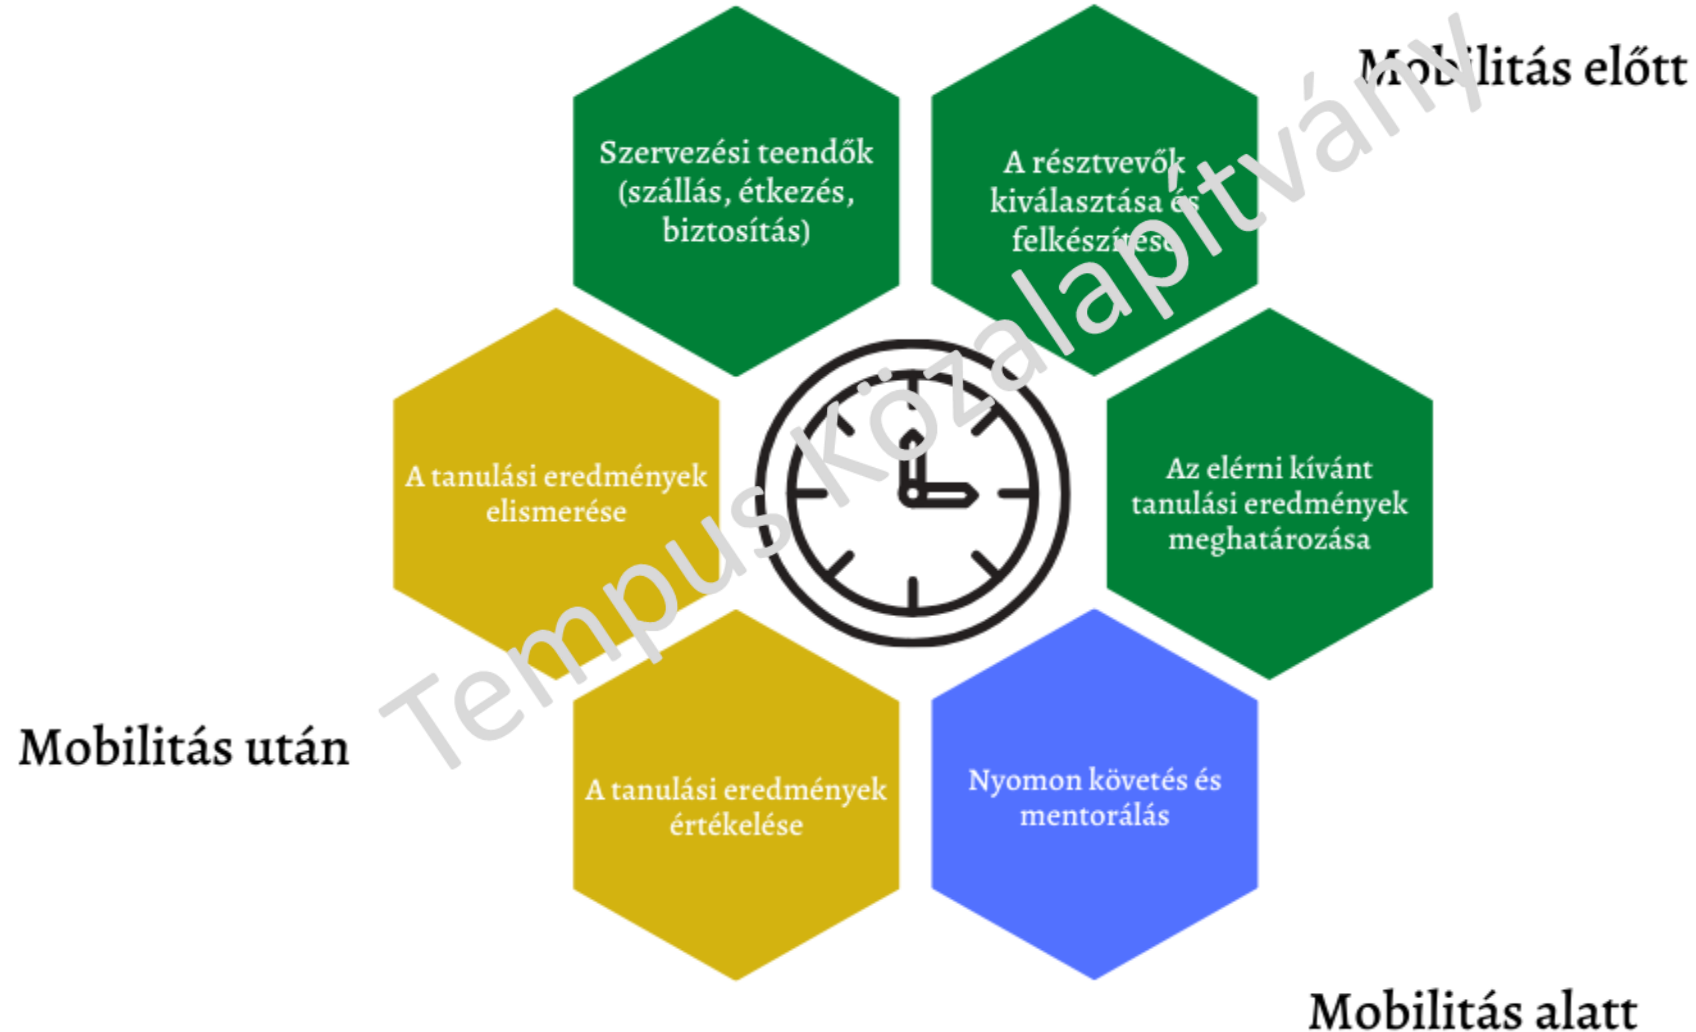 Mobilitás előtt
Szervezési teendők
(szállás, étkezés,
biztosítás)
A résztvevők
kiválasztása és
felkészítése
A tanulási eredmények
elismerése
Az elérni kívánt
tanulási eredmények
meghatározása
Mobilitás után
A tanulási eredmények
értékelése
Nyomon követés és
mentorálás
Mobilitás alatt
Tempus Közalapítvány